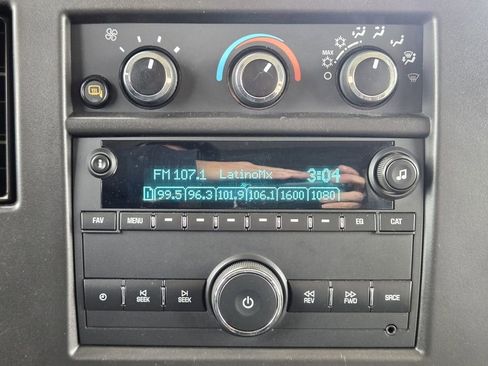 MAX
FM 107.1 LatinoMx 3:04
1 99.5 96.3 101.9 106.1 1600 1080
FAV MENU EQ CAT
SEEK SEEK REV FWD SRCE